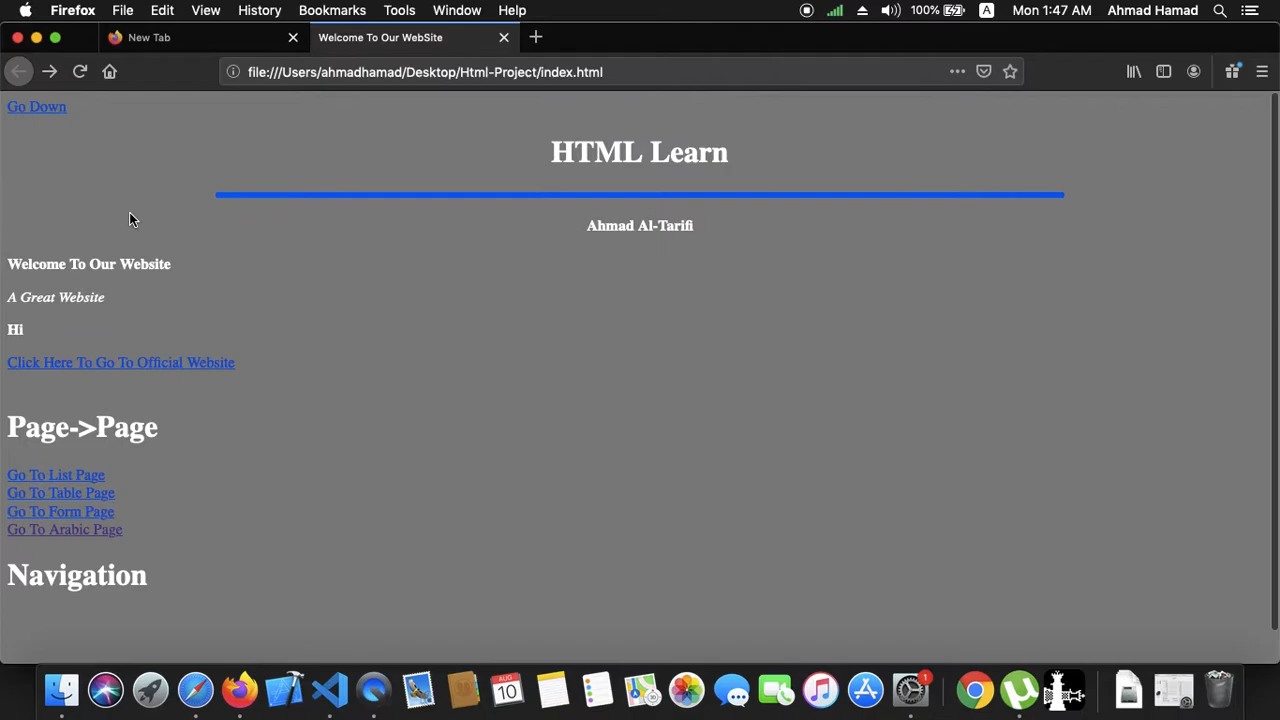 Firefox File Edit View History Bookmarks Tools Window Help 100% A Mon 1:47 AM Ahmad Hamad
New Tab Welcome To Our WebSite
file:///Users/ahmadhamad/Desktop/Html-Project/index.html
Go Down
HTML Learn
Ahmad Al-Tarifi
Welcome To Our Website
A Great Website
Hi
Click Here To Go To Official Website
Page->Page
Go To List Page
Go To Table Page
Go To Form Page
Go To Arabic Page
Navigation
AUG
10
1